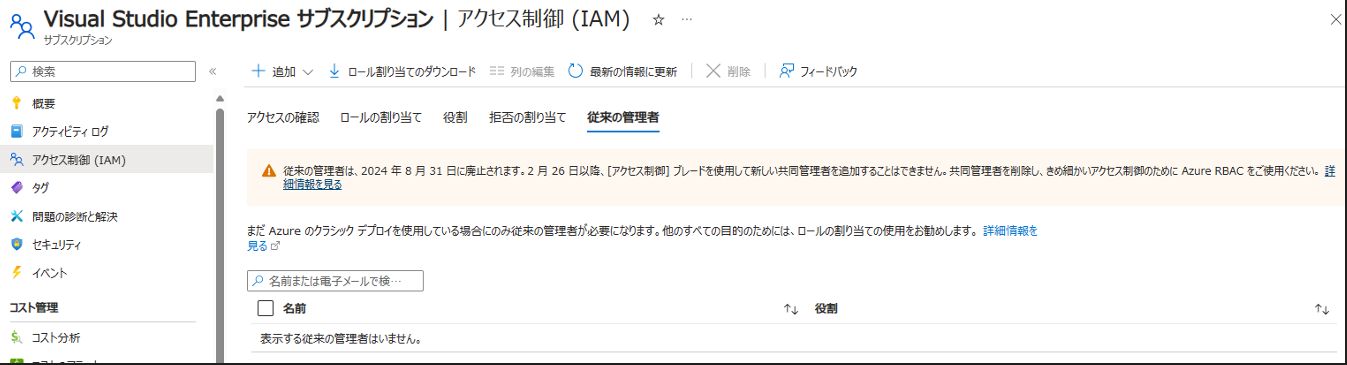 Visual Studio Enterprise サブスクリプション | アクセス制御 (IAM) ☆ …
サブスクリプション
検索 «
概要
アクティビティ ログ
アクセス制御 (IAM)
タグ
問題の診断と解決
セキュリティ
イベント
コスト管理
コスト分析
追加 ロール割り当てのダウンロード 列の編集 最新の情報に更新 削除 フィードバック
アクセスの確認 ロールの割り当て 役割 拒否の割り当て 従来の管理者
従来の管理者は、2024 年 8 月 31 日に廃止されます。2 月 26 日以降、[アクセス制御] ブレードを使用して新しい共同管理者を追加することはできません。共同管理者を削除し、きめ細かいアクセス制御のために Azure RBAC をご使用ください。 詳
細情報を見る
まだ Azure のクラシック デプロイを使用している場合にのみ従来の管理者が必要になります。他のすべての目的のためには、ロールの割り当ての使用をお勧めします。 詳細情報を
見る
名前または電子メールで検…
名前 ↑↓ 役割 ↑↓
表示する従来の管理者はいません。